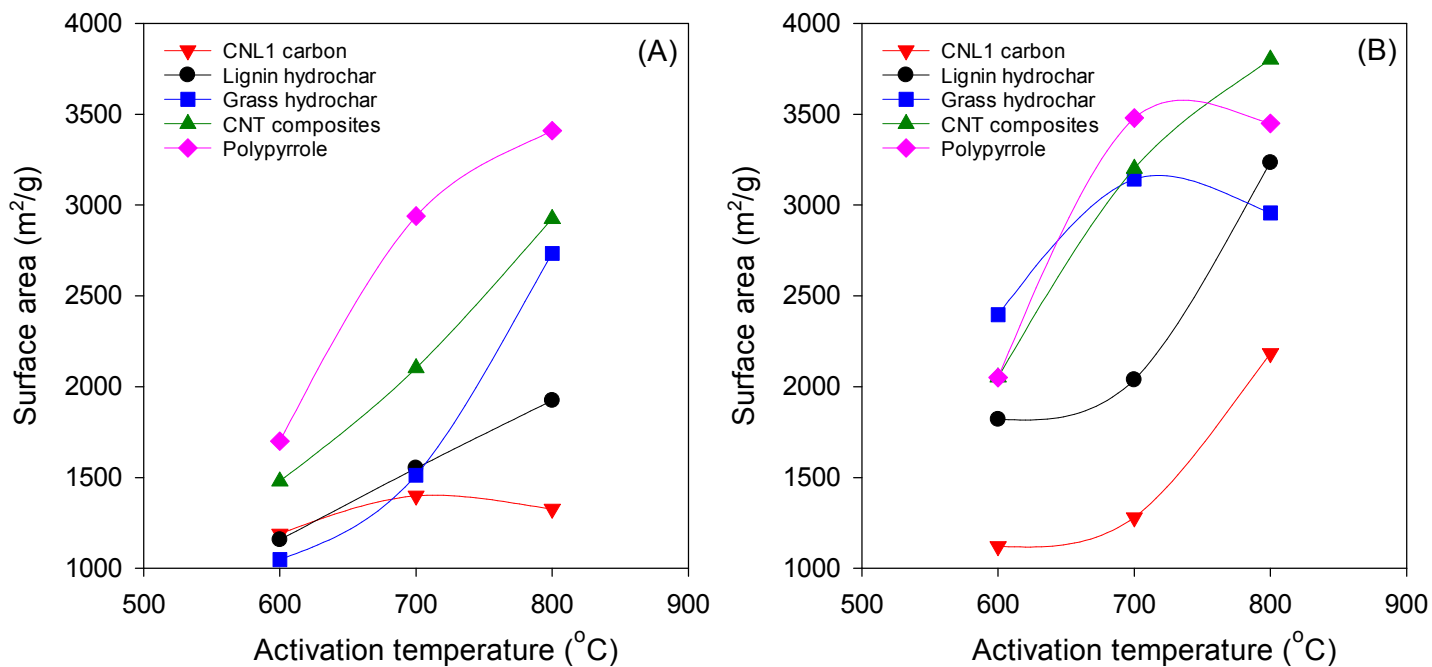 (A)
CNL1 carbon
Lignin hydrochar
Grass hydrochar
CNT composites
Polypyrrole
Surface area (m²/g)
4000
3500
3000
2500
2000
1500
1000
500 600 700 800 900
Activation temperature (°C)
(B)
CNL1 carbon
Lignin hydrochar
Grass hydrochar
CNT composites
Polypyrrole
Surface area (m²/g)
4000
3500
3000
2500
2000
1500
1000
500 600 700 800 900
Activation temperature (°C)